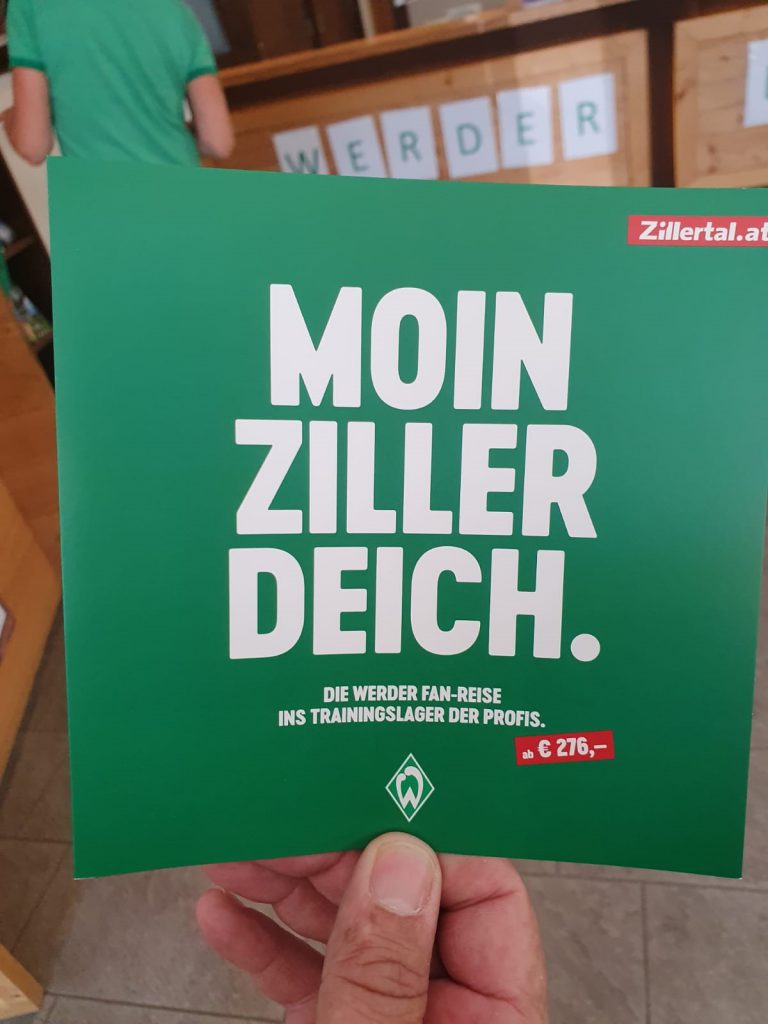 WERDER
Zillertal.at
MOIN
ZILLER
DEICH.
DIE WERDER FAN-REISE
INS TRAININGSLAGER DER PROFIS.
ab € 276,–
W